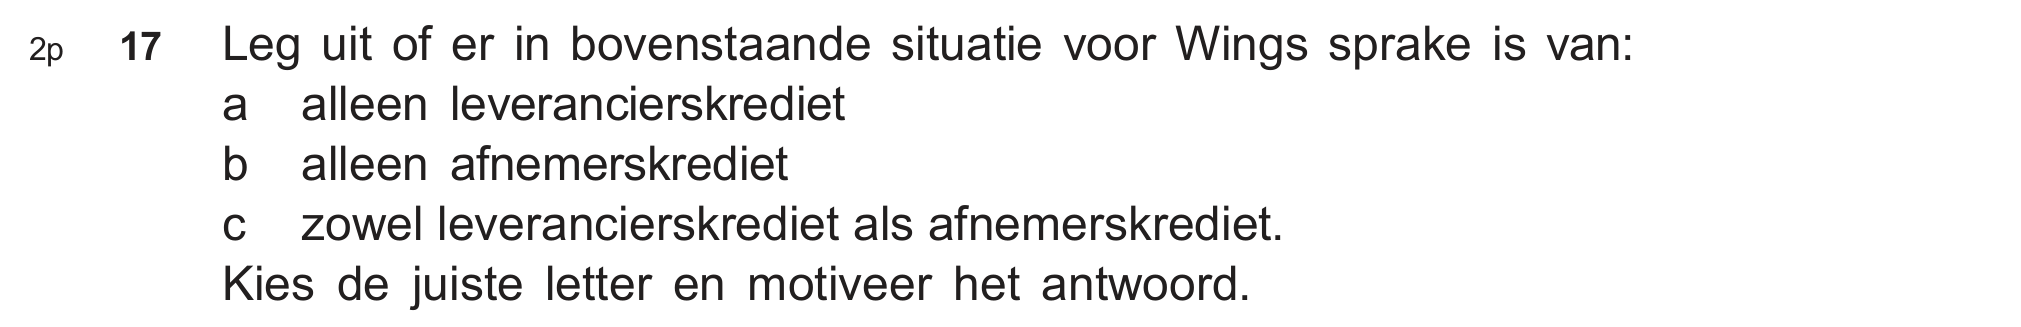 2p 17 Leg uit of er in bovenstaande situatie voor Wings sprake is van:
a alleen leverancierskrediet
b alleen afnemerskrediet
c zowel leverancierskrediet als afnemerskrediet.
Kies de juiste letter en motiveer het antwoord.